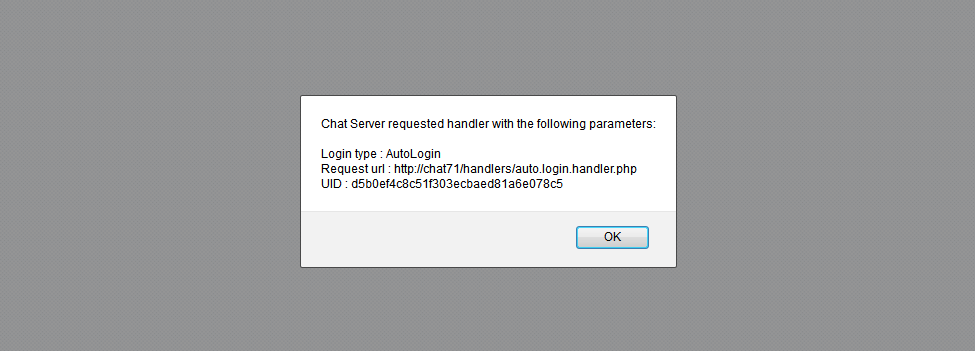 Chat Server requested handler with the following parameters:
Login type : AutoLogin
Request url : http://chat71/handlers/auto.login.handler.php
UID : d5b0ef4c8c51f303ecbaed81a6e078c5
OK